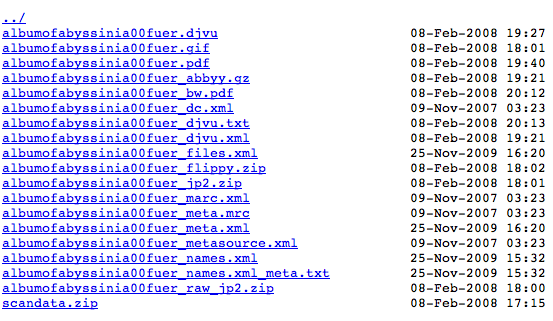 ../
albumofabyssinia00fuer.djvu 08-Feb-2008 19:27
albumofabyssinia00fuer.gif 08-Feb-2008 18:01
albumofabyssinia00fuer.pdf 08-Feb-2008 19:40
albumofabyssinia00fuer_abbyy.gz 08-Feb-2008 19:21
albumofabyssinia00fuer_bw.pdf 08-Feb-2008 20:12
albumofabyssinia00fuer_dc.xml 09-Nov-2007 03:23
albumofabyssinia00fuer_djvu.txt 08-Feb-2008 20:13
albumofabyssinia00fuer_djvu.xml 08-Feb-2008 19:21
albumofabyssinia00fuer_files.xml 25-Nov-2009 16:20
albumofabyssinia00fuer_flippy.zip 08-Feb-2008 18:02
albumofabyssinia00fuer_jp2.zip 08-Feb-2008 18:01
albumofabyssinia00fuer_marc.xml 09-Nov-2007 03:23
albumofabyssinia00fuer_meta.mrc 09-Nov-2007 03:23
albumofabyssinia00fuer_meta.xml 25-Nov-2009 16:20
albumofabyssinia00fuer_metasource.xml 09-Nov-2007 03:23
albumofabyssinia00fuer_names.xml 25-Nov-2009 15:32
albumofabyssinia00fuer_names.xml_meta.txt 25-Nov-2009 15:32
albumofabyssinia00fuer_raw_jp2.zip 08-Feb-2008 18:00
scandata.zip 08-Feb-2008 17:15